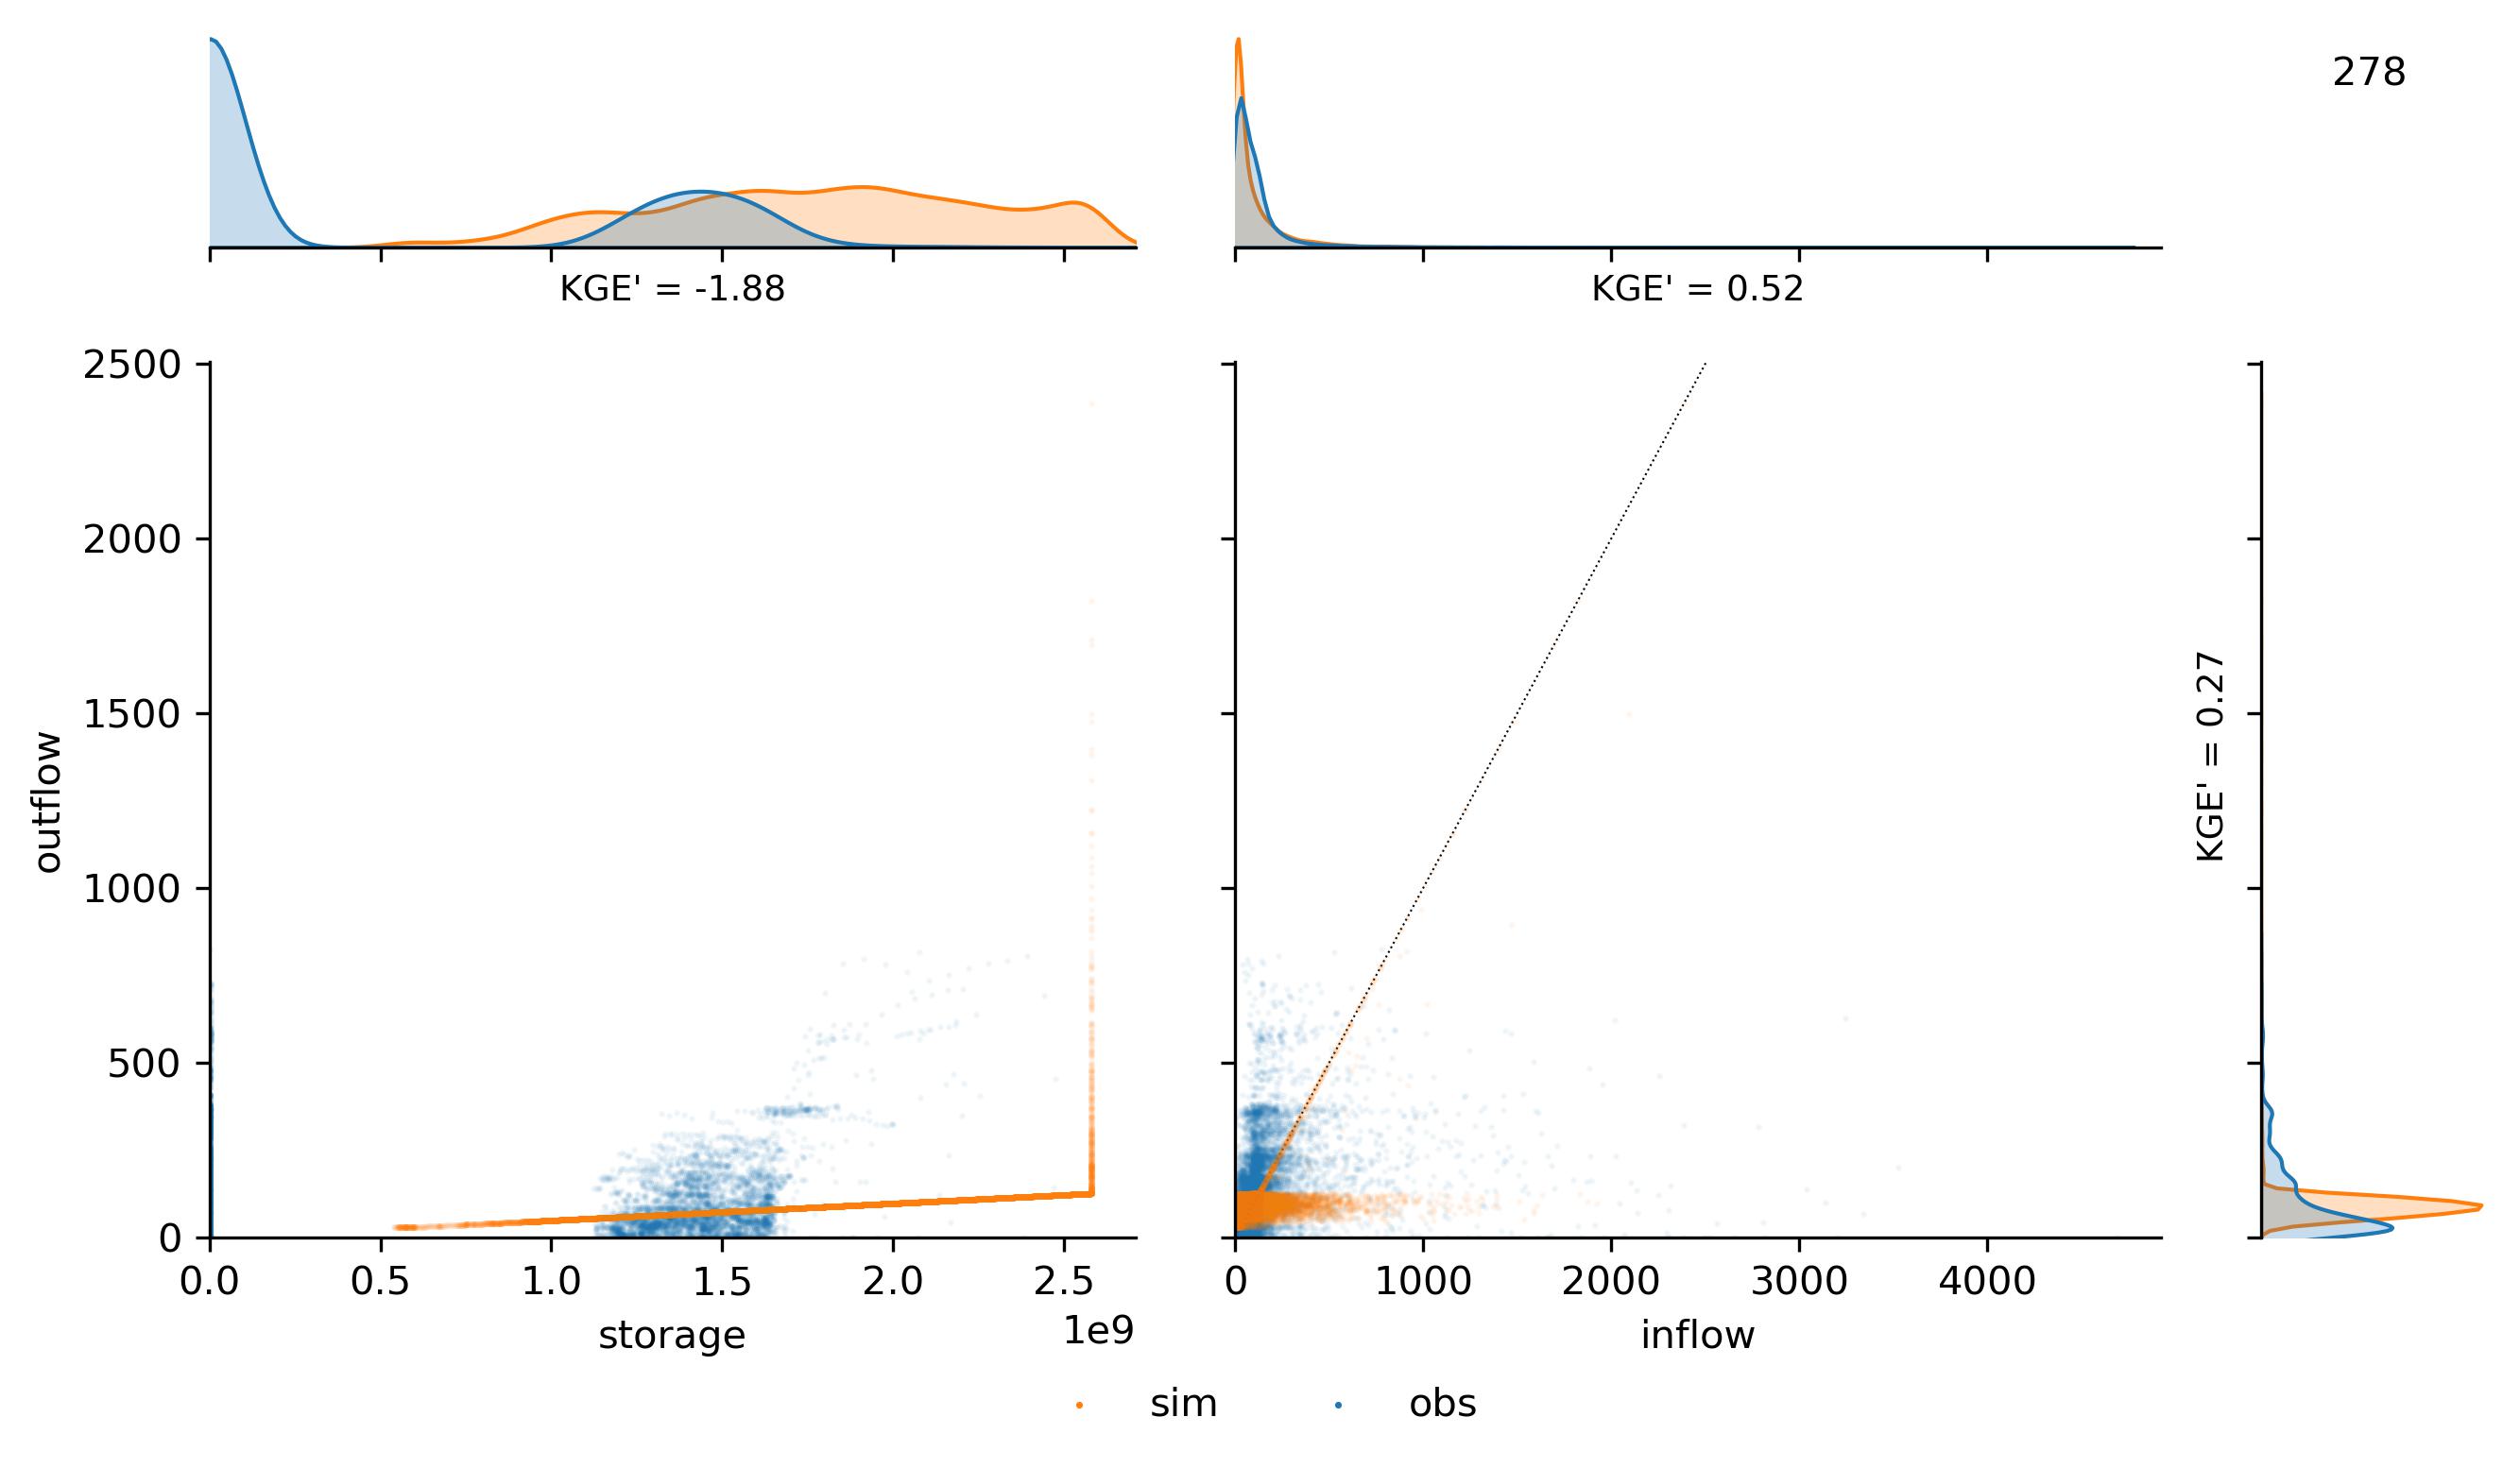 278
KGE' = -1.88
KGE' = 0.52
2500
2000
1500
1000
500
0
outflow
KGE' = 0.27
0.0 0.5 1.0 1.5 2.0 2.5
1e9
storage
0 1000 2000 3000 4000
inflow
sim obs